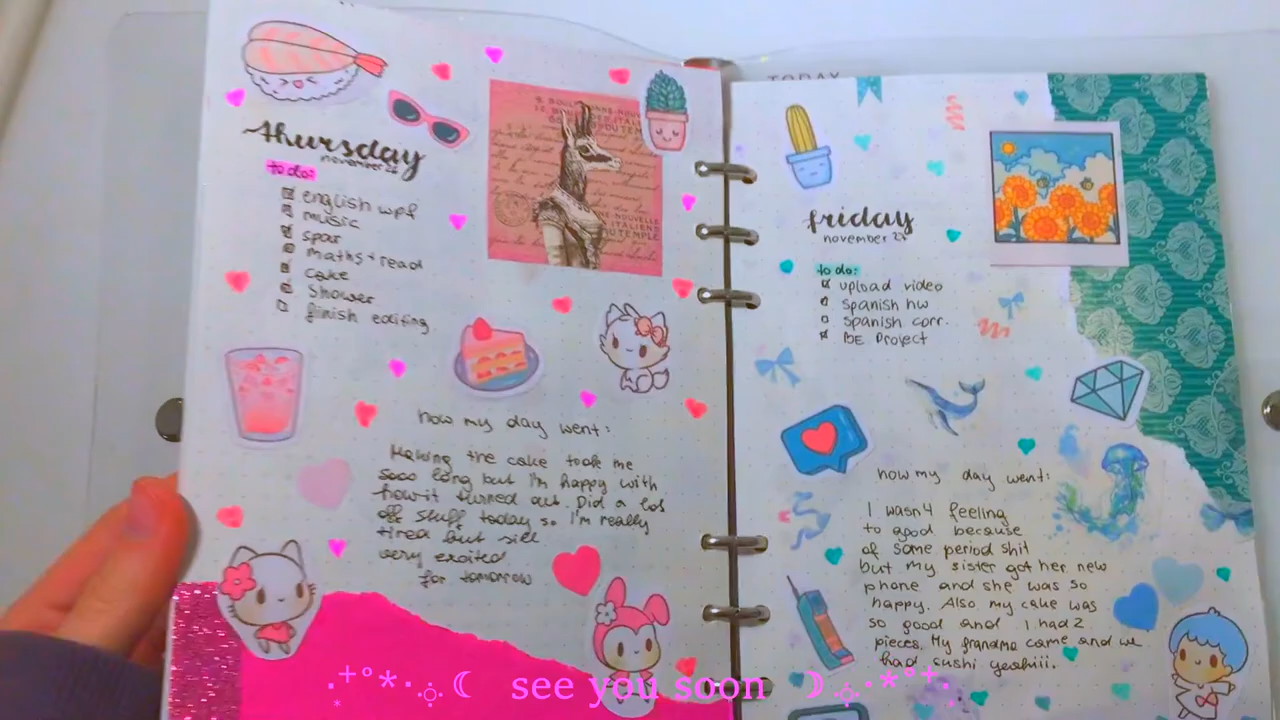 thursday
november
to do:
english wpf
music
spar
maths + read
cake
shower
finish editing
how my day went:
Making the cake took me
sooo long but I'm happy with
how it turned out. Did a lot
off stuff today so I'm really
tired but still
very excited
for tomorrow
TODAY
friday
november
to do:
upload video
spanish hw
spanish corr.
BE Project
how my day went:
I wasn4 feeling
to good because
of some period shit
but my sister got her new
phone and she was so
happy. Also my cake was
so good and I had 2
pieces. My grandma came and we
had sushi yeahiii.
see you soon